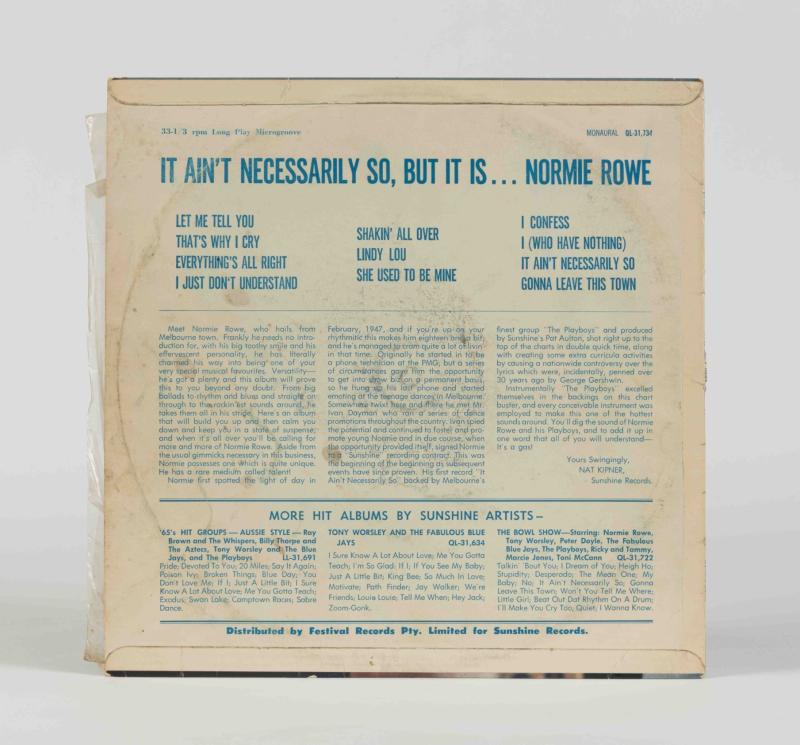 33-1/3 rpm Long Play Microgroove
MONAURAL QL-31,734
IT AIN'T NECESSARILY SO, BUT IT IS... NORMIE ROWE
LET ME TELL YOU
THAT'S WHY I CRY
EVERYTHING'S ALL RIGHT
I JUST DON'T UNDERSTAND
SHAKIN' ALL OVER
LINDY LOU
SHE USED TO BE MINE
I CONFESS
I (WHO HAVE NOTHING)
IT AIN'T NECESSARILY SO
GONNA LEAVE THIS TOWN
Meet Normie Rowe, who hails from
Melbourne town. Frankly he needs no intro-
duction for, with his big toothy smile and his
effervescent personality, he has literally
charmed his way into being one of your
very special musical favourites. Versatility—
he's got a plenty and this album will prove
this to you beyond any doubt. From big
ballads to rhythm and blues and straight on
through to the rockin'est sounds around, he
takes them all in his stride. Here's an album
that will build you up and then calm you
down and keep you in a state of suspense,
and when it's all over you'll be calling for
more and more of Normie Rowe. Aside from
the usual gimmicks necessary in this business,
Normie possesses one which is quite unique.
He has a rare medium called talent!
Normie first spotted the light of day in
February, 1947, and if you're up on your
rhythmatic this makes him eighteen and a bit,
and he's managed to cram quite a lot of livin'
in that time. Originally he started in to be
a phone technician at the PMG, but a series
of circumstances gave him the opportunity
to get into show biz on a permanent basis,
so he hung up his last phone and started
emoting at the teenage dances in Melbourne.
Somewhere twixt here and there he met Mr.
Ivan Dayman who ran a series of dance
promotions throughout the country. Ivan spied
the potential and continued to foster and pro-
mote young Normie and in due course, when
the opportunity provided itself, signed Normie
to a "Sunshine" recording contract. This was
the beginning of the beginning as subsequent
events have since proven. His first record "It
Ain't Necessarily So" backed by Melbourne's
finest group "The Playboys" and produced
by Sunshine's Pat Aulton, shot right up to the
top of the charts in double quick time, along
with creating some extra curricula activities
by causing a nationwide controversy over the
lyrics which were, incidentally, penned over
30 years ago by George Gershwin.
Instrumentally "The Playboys" excelled
themselves in the backings on this chart
buster, and every conceivable instrument was
employed to make this one of the hottest
sounds around. You'll dig the sound of Normie
Rowe and his Playboys, and to add it up in
one word that all of you will understand—
It's a gas!
Yours Swingingly,
NAT KIPNER,
Sunshine Records.
MORE HIT ALBUMS BY SUNSHINE ARTISTS—
'65's HIT GROUPS — AUSSIE STYLE — Ray
Brown and The Whispers, Billy Thorpe and
The Aztecs, Tony Worsley and The Blue
Jays, and The Playboys LL-31,691
Pride; Devoted To You; 20 Miles; Say It Again;
Poison Ivy; Broken Things; Blue Day; You
Don't Love Me; If I; Just A Little Bit; I Sure
Know A Lot About Love; Me You Gotta Teach;
Exodus; Swan Lake; Camptown Races; Sabre
Dance.
TONY WORSLEY AND THE FABULOUS BLUE
JAYS QL-31,634
I Sure Know A Lot About Love; Me You Gotta
Teach; I'm So Glad; If I; If You See My Baby;
Just A Little Bit; King Bee; So Much In Love;
Motivate; Path Finder; Jay Walker; We're
Friends; Louie Louie; Tell Me When; Hey Jack;
Zoom-Gonk.
THE BOWL SHOW—Starring: Normie Rowe,
Tony Worsley, Peter Doyle, The Fabulous
Blue Jays, The Playboys, Ricky and Tammy,
Marcie Jones, Toni McCann QL-31,722
Talkin' 'Bout You; I Dream of You; Heigh Ho;
Stupidity; Desperado; The Mean One; My
Baby; No; It Ain't Necessarily So; Gonna
Leave This Town; Won't You Tell Me Where;
Little Girl; Beat Out Dat Rhythm On A Drum;
I'll Make You Cry Too; Quiet; I Wanna Know.
Distributed by Festival Records Pty. Limited for Sunshine Records.